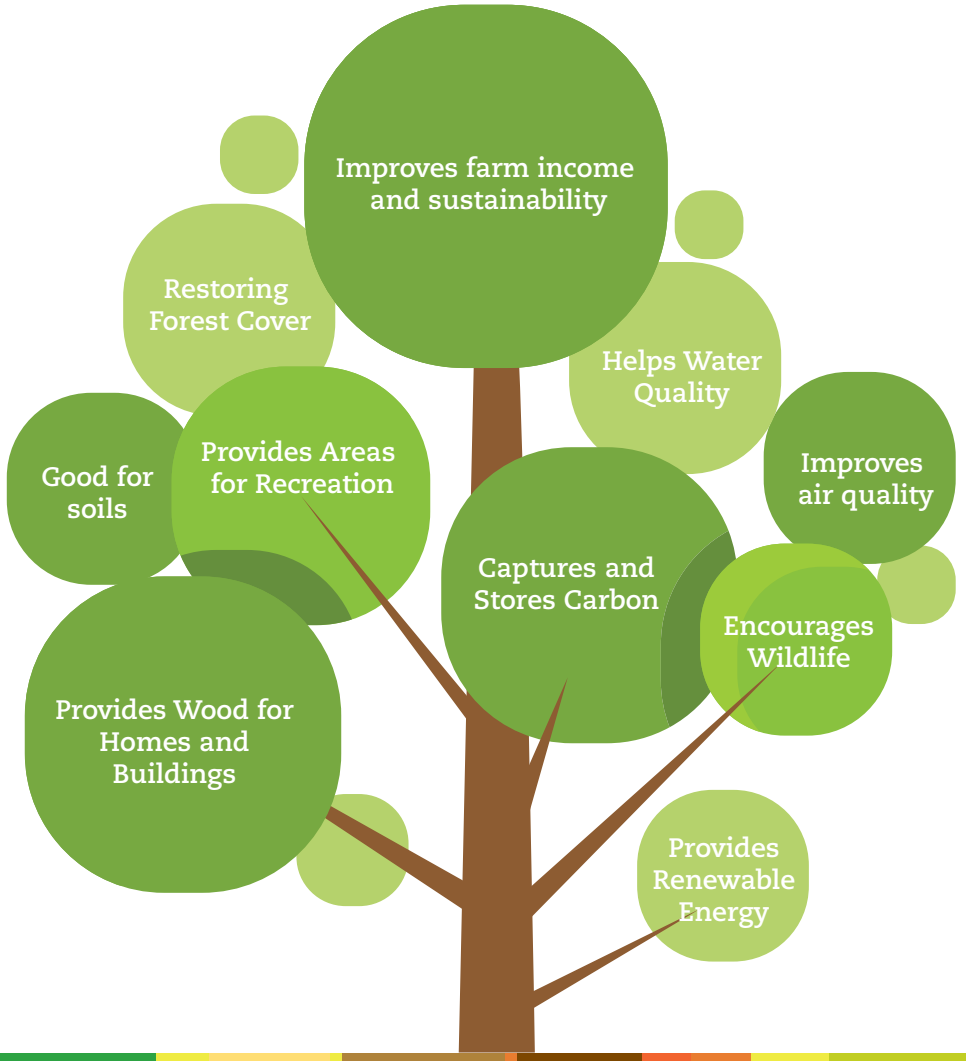 Improves farm income
and sustainability
Restoring
Forest Cover
Helps Water
Quality
Good for
soils
Provides Areas
for Recreation
Improves
air quality
Captures and
Stores Carbon
Encourages
Wildlife
Provides Wood for
Homes and
Buildings
Provides
Renewable
Energy